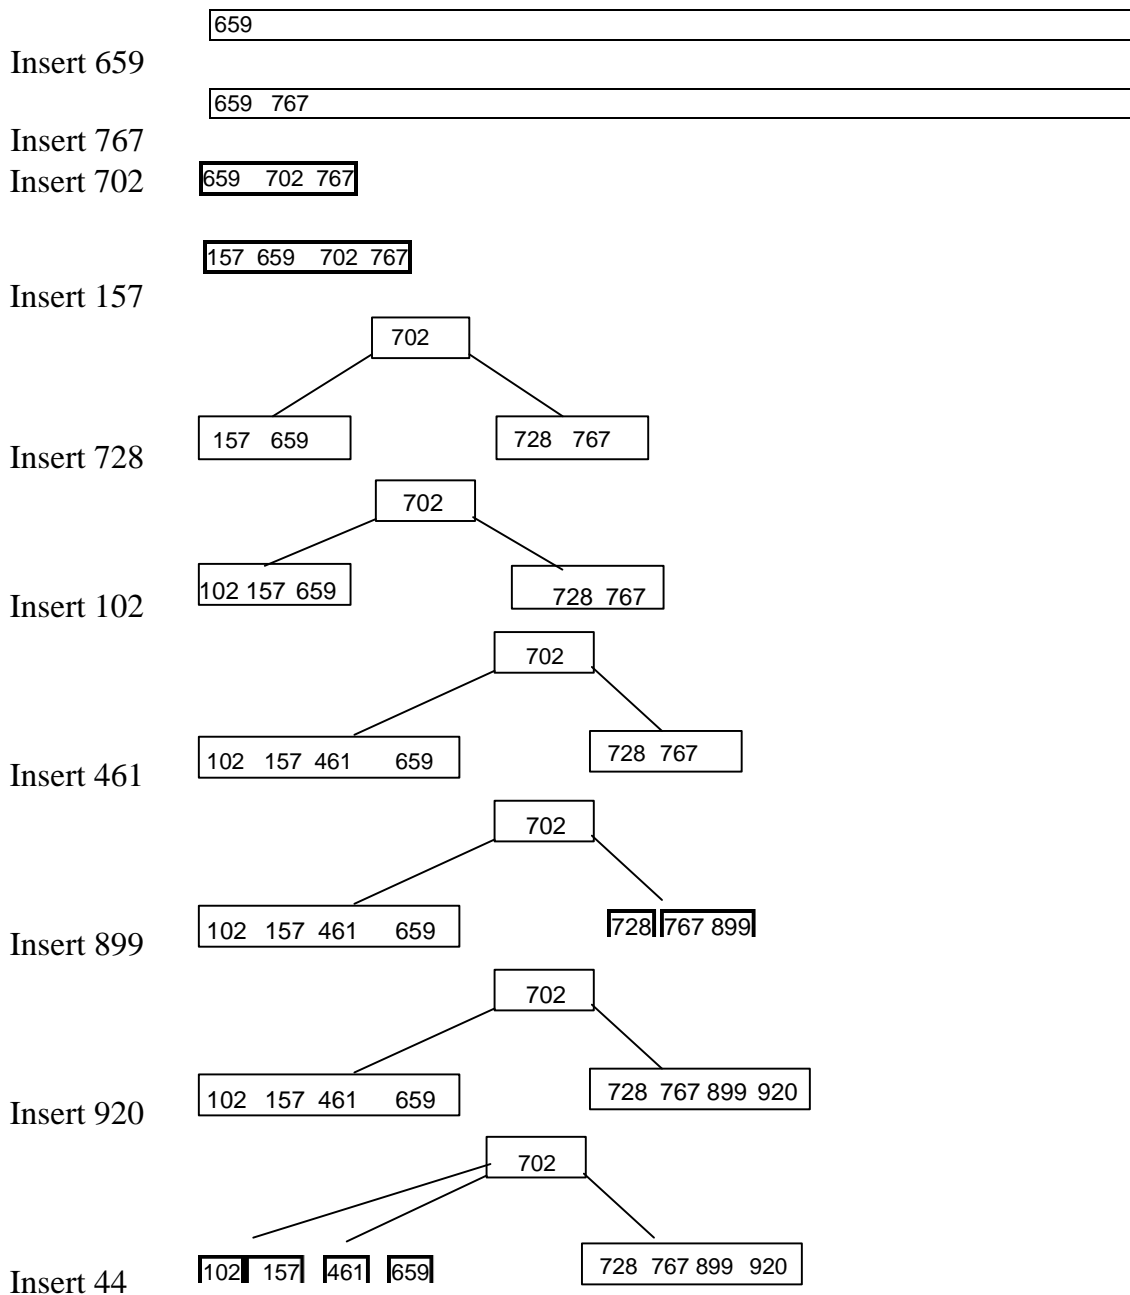 659
Insert 659
659 767
Insert 767
Insert 702 659 702 767
157 659 702 767
Insert 157
702
157 659 728 767
Insert 728
702
102 157 659 728 767
Insert 102
702
102 157 461 659 728 767
Insert 461
702
102 157 461 659 728 767 899
Insert 899
702
102 157 461 659 728 767 899 920
Insert 920
702
102 157 461 659 728 767 899 920
Insert 44